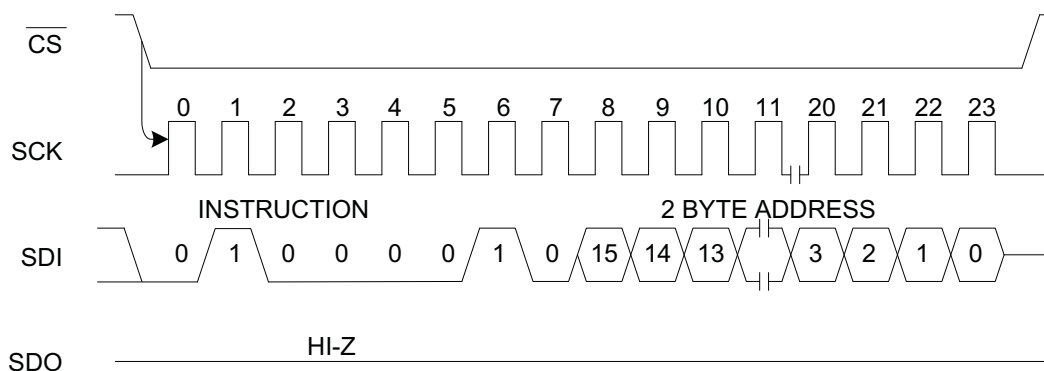 CS
0 1 2 3 4 5 6 7 8 9 10 11 20 21 22 23
SCK
INSTRUCTION 2 BYTE ADDRESS
SDI 0 1 0 0 0 0 1 0 15 14 13 3 2 1 0
HI-Z
SDO